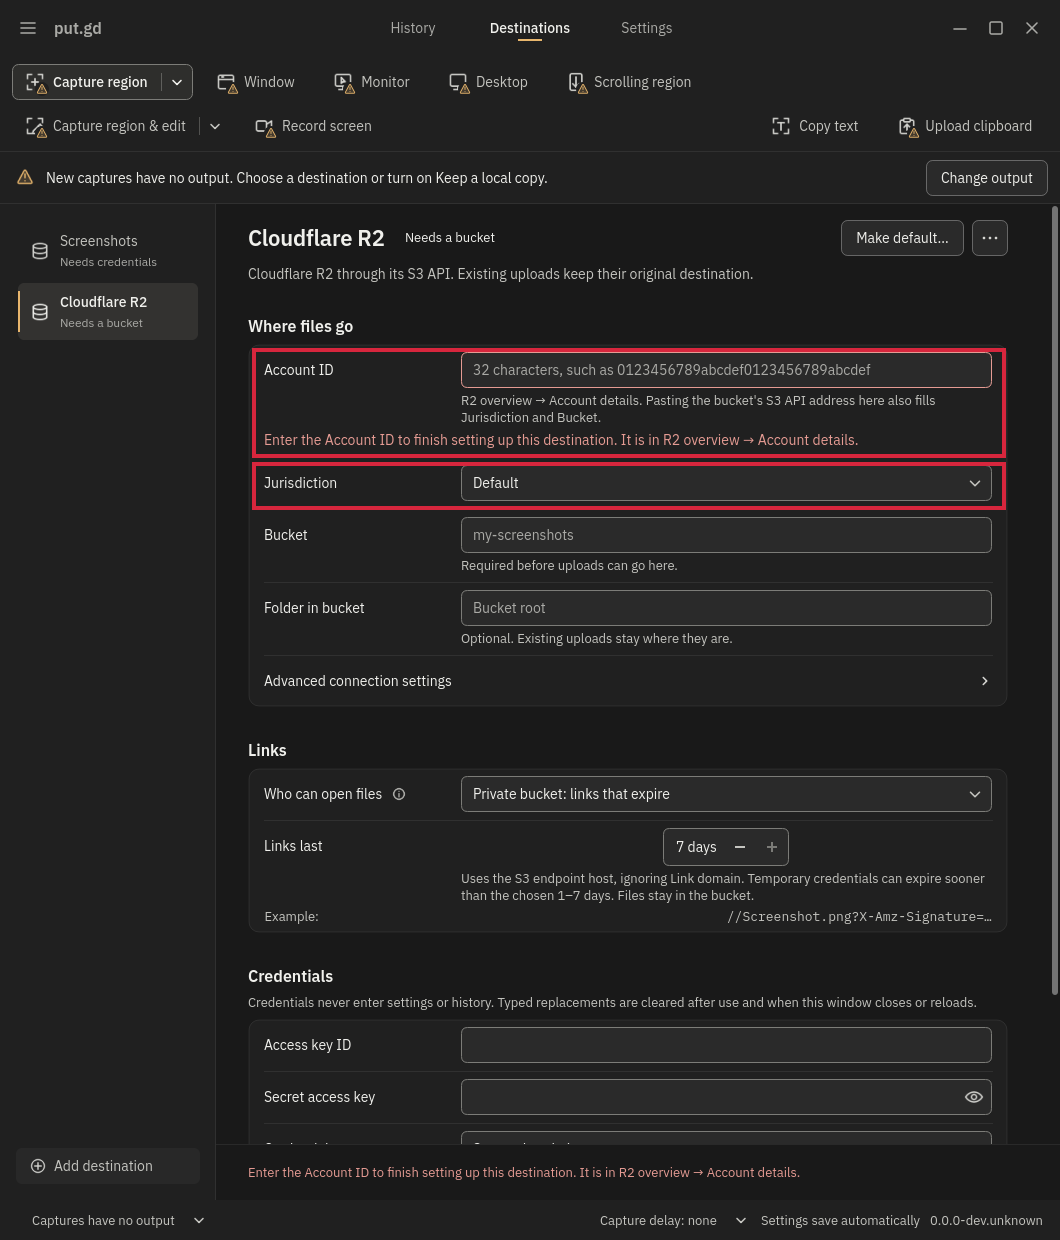 put.gd
History
Destinations
Settings
Capture region
Window
Monitor
Desktop
Scrolling region
Capture region & edit
Record screen
Copy text
Upload clipboard
New captures have no output. Choose a destination or turn on Keep a local copy.
Change output
Screenshots
Needs credentials
Cloudflare R2
Needs a bucket
Add destination
Cloudflare R2
Needs a bucket
Make default...
Cloudflare R2 through its S3 API. Existing uploads keep their original destination.
Where files go
Account ID
32 characters, such as 0123456789abcdef0123456789abcdef
R2 overview → Account details. Pasting the bucket's S3 API address here also fills
Jurisdiction and Bucket.
Enter the Account ID to finish setting up this destination. It is in R2 overview → Account details.
Jurisdiction
Default
Bucket
my-screenshots
Required before uploads can go here.
Folder in bucket
Bucket root
Optional. Existing uploads stay where they are.
Advanced connection settings
Links
Who can open files
Private bucket: links that expire
Links last
7 days
Uses the S3 endpoint host, ignoring Link domain. Temporary credentials can expire sooner
than the chosen 1–7 days. Files stay in the bucket.
Example:
//Screenshot.png?X-Amz-Signature=…
Credentials
Credentials never enter settings or history. Typed replacements are cleared after use and when this window closes or reloads.
Access key ID
Secret access key
Enter the Account ID to finish setting up this destination. It is in R2 overview → Account details.
Captures have no output
Capture delay: none
Settings save automatically
0.0.0-dev.unknown